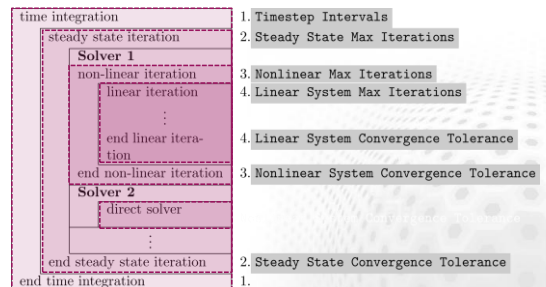 time integration 1. Timestep Intervals
steady state iteration 2. Steady State Max Iterations
Solver 1
non-linear iteration 3. Nonlinear Max Iterations
linear iteration 4. Linear System Max Iterations
⋮
end linear itera- 4. Linear System Convergence Tolerance
tion
end non-linear iteration 3. Nonlinear System Convergence Tolerance
Solver 2
direct solver
Convergence Tolerance
⋮
end steady state iteration 2. Steady State Convergence Tolerance
end time integration 1.